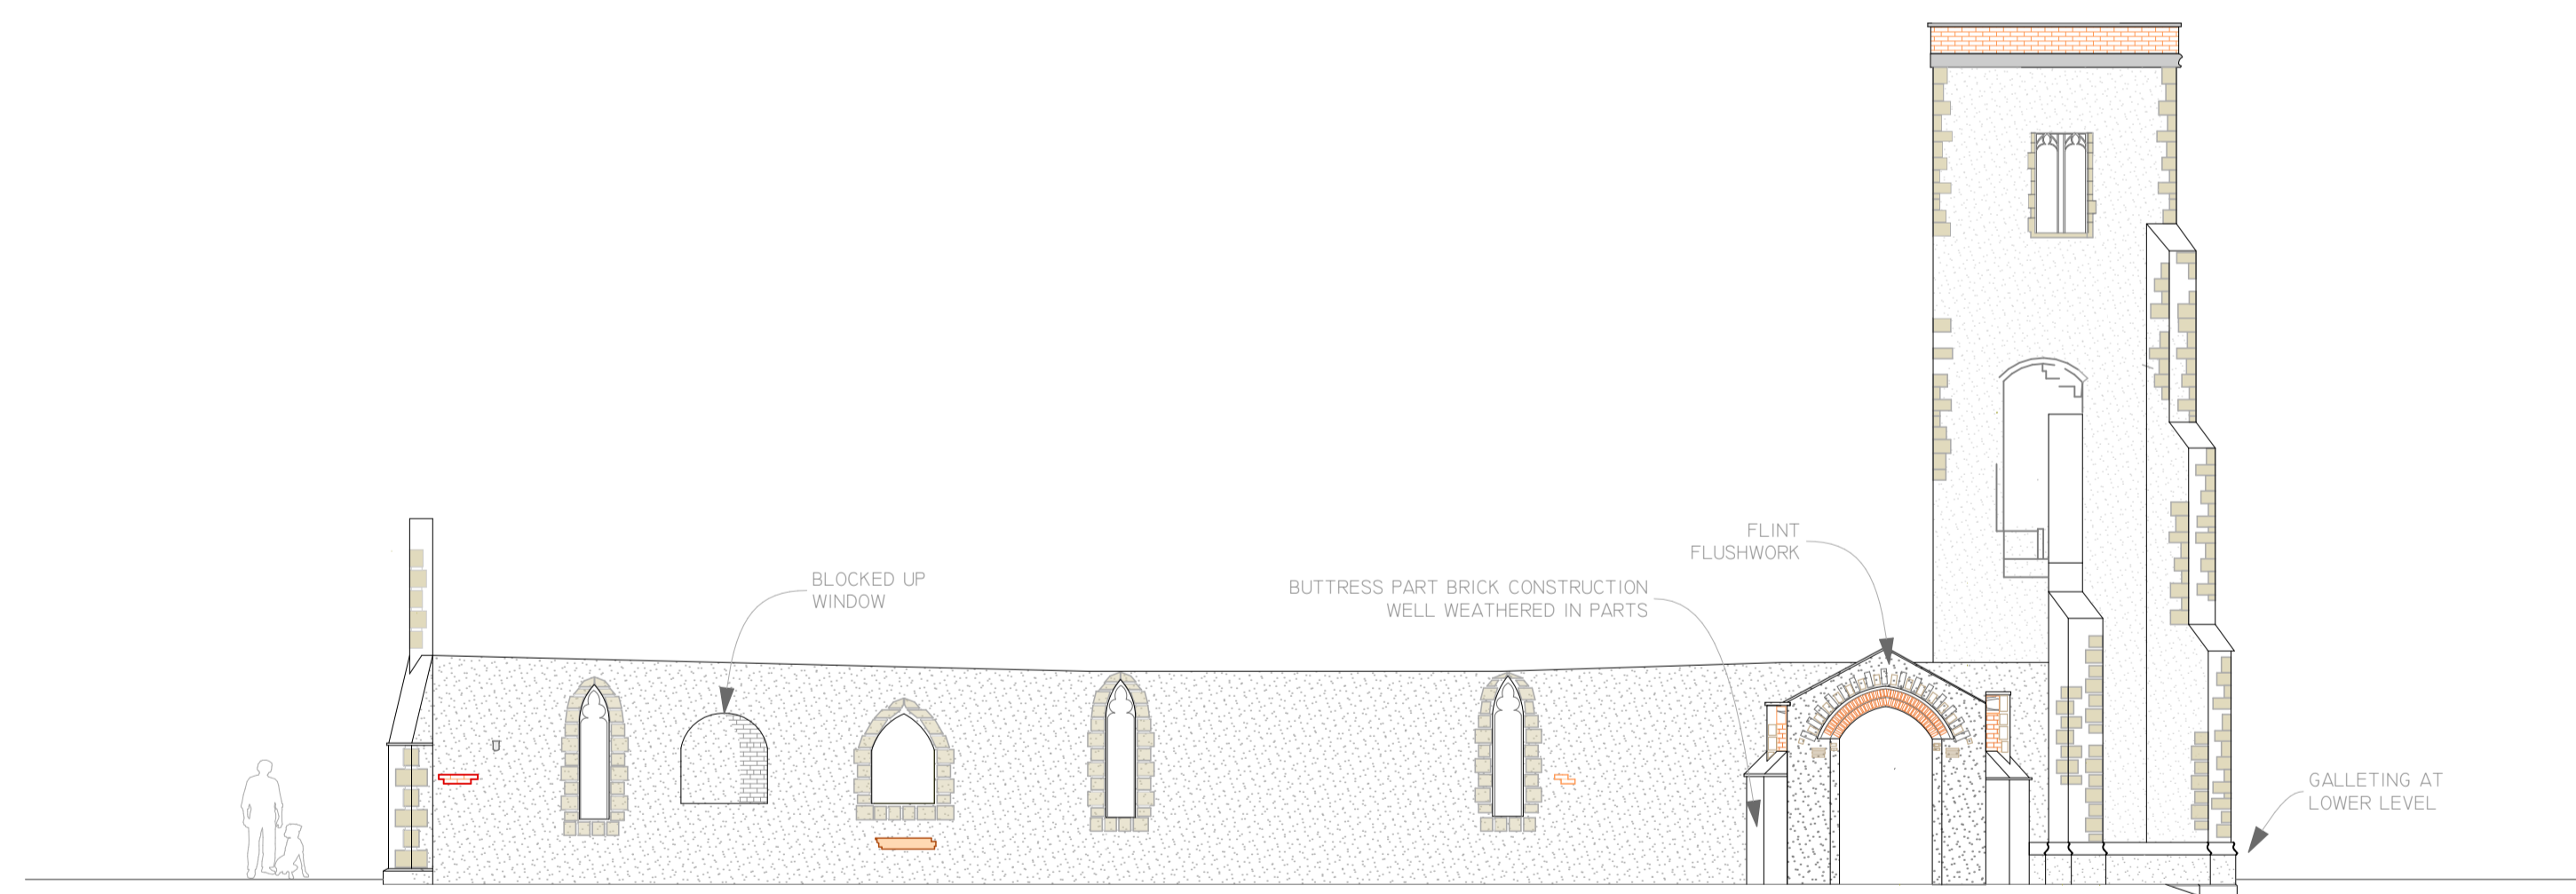 FLINT
FLUSHWORK
BLOCKED UP
WINDOW
BUTTRESS PART BRICK CONSTRUCTION
WELL WEATHERED IN PARTS
GALLETING AT
LOWER LEVEL